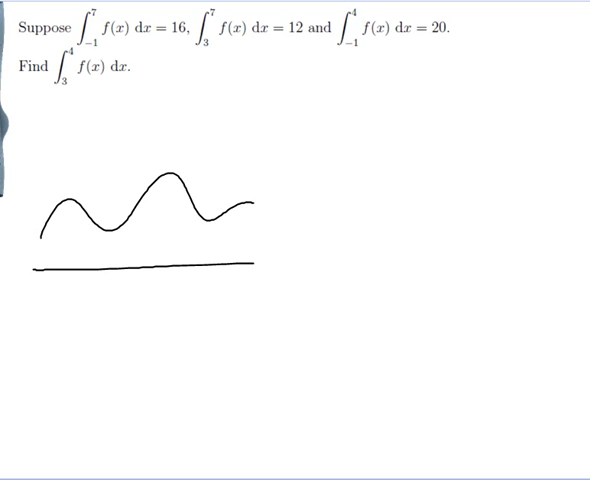 Suppose ∫_{-1}^{7} f(x) dx = 16, ∫_{3}^{7} f(x) dx = 12 and ∫_{-1}^{4} f(x) dx = 20.
Find ∫_{3}^{4} f(x) dx.